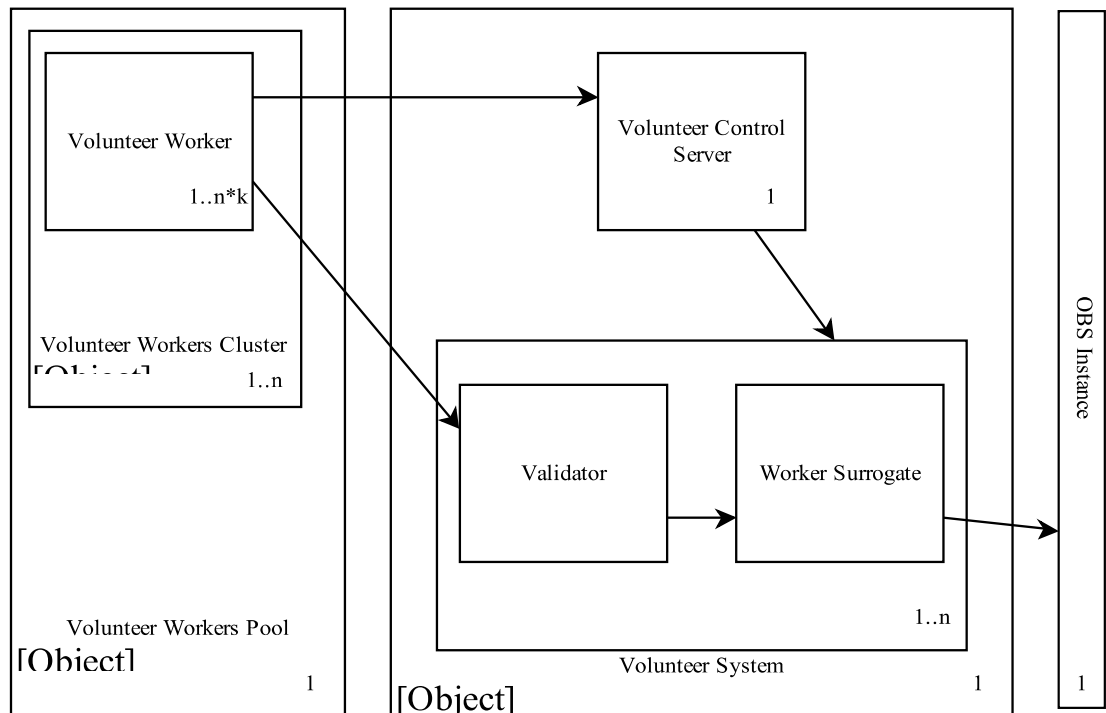 Volunteer Worker
1..n*k
Volunteer Workers Cluster
[Object]
1..n
Volunteer Workers Pool
[Object]
1
Volunteer Control
Server
1
Validator
Worker Surrogate
1..n
Volunteer System
[Object]
1
OBS Instance
1